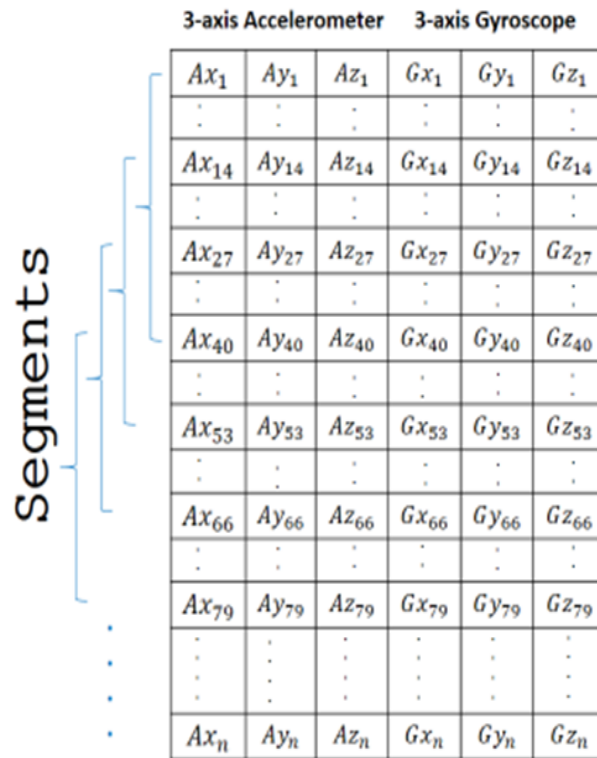 3-axis Accelerometer 3-axis Gyroscope
Segments
Ax₁ Ay₁ Az₁ Gx₁ Gy₁ Gz₁
⋮ ⋮ ⋮ ⋮ ⋮ ⋮
Ax₁₄ Ay₁₄ Az₁₄ Gx₁₄ Gy₁₄ Gz₁₄
⋮ ⋮ ⋮ ⋮ ⋮ ⋮
Ax₂₇ Ay₂₇ Az₂₇ Gx₂₇ Gy₂₇ Gz₂₇
⋮ ⋮ ⋮ ⋮ ⋮ ⋮
Ax₄₀ Ay₄₀ Az₄₀ Gx₄₀ Gy₄₀ Gz₄₀
⋮ ⋮ ⋮ ⋮ ⋮ ⋮
Ax₅₃ Ay₅₃ Az₅₃ Gx₅₃ Gy₅₃ Gz₅₃
⋮ ⋮ ⋮ ⋮ ⋮ ⋮
Ax₆₆ Ay₆₆ Az₆₆ Gx₆₆ Gy₆₆ Gz₆₆
⋮ ⋮ ⋮ ⋮ ⋮ ⋮
Ax₇₉ Ay₇₉ Az₇₉ Gx₇₉ Gy₇₉ Gz₇₉
⋮ ⋮ ⋮ ⋮ ⋮ ⋮
Axₙ Ayₙ Azₙ Gxₙ Gyₙ Gzₙ